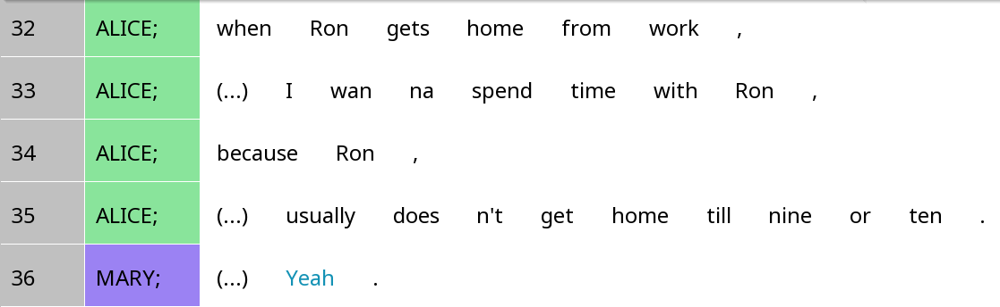 32 ALICE; when Ron gets home from work ,
33 ALICE; (...) I wan na spend time with Ron ,
34 ALICE; because Ron ,
35 ALICE; (...) usually does n't get home till nine or ten .
36 MARY; (...) Yeah .